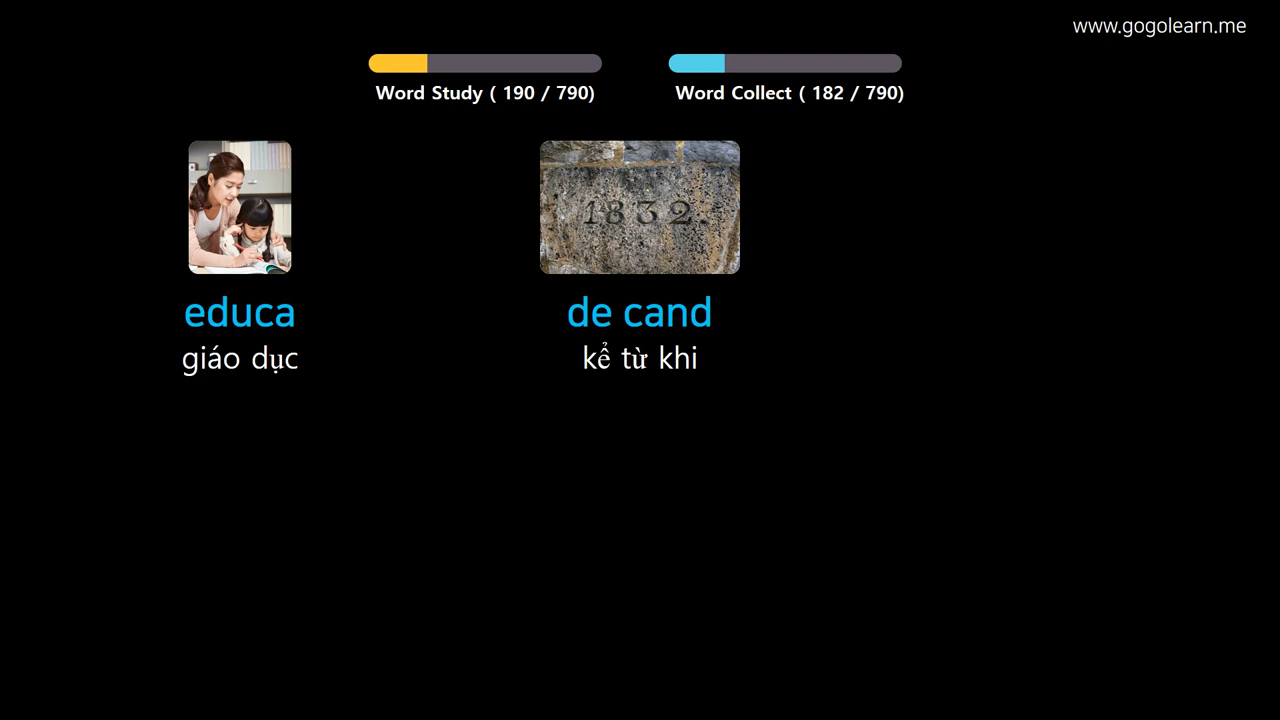 www.gogolearn.me
Word Study ( 190 / 790)
Word Collect ( 182 / 790)
1832.
educa
de cand
giáo dục
kể từ khi